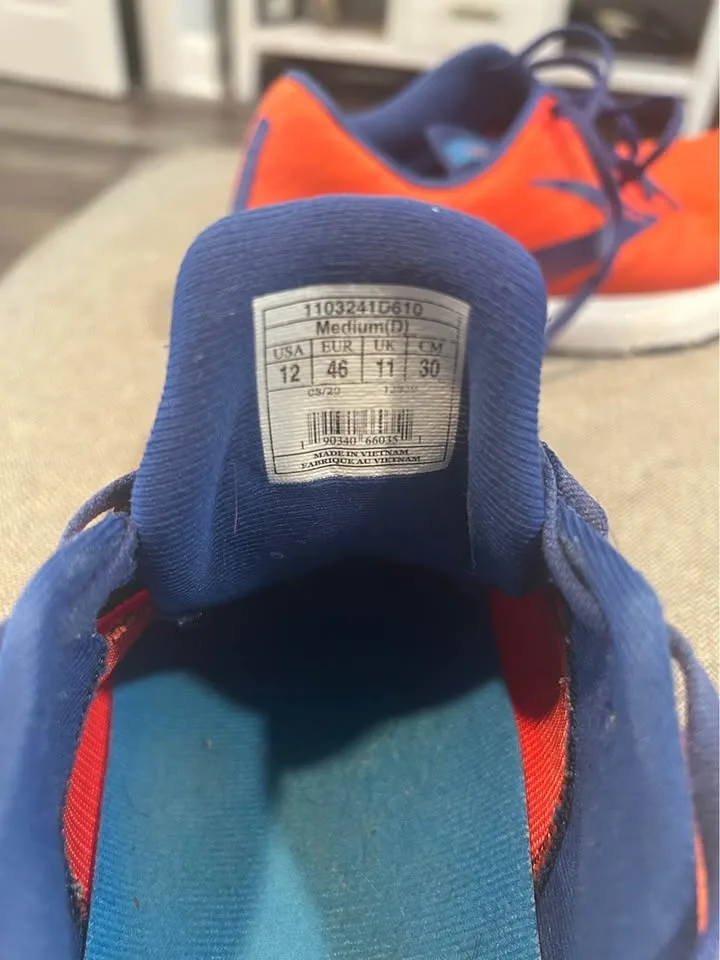 1103241D610
Medium(D)
USA EUR UK CM
12 46 11 30
03/20
1 90340 66035 1
MADE IN VIETNAM
FABRIQUE AU VIETNAM